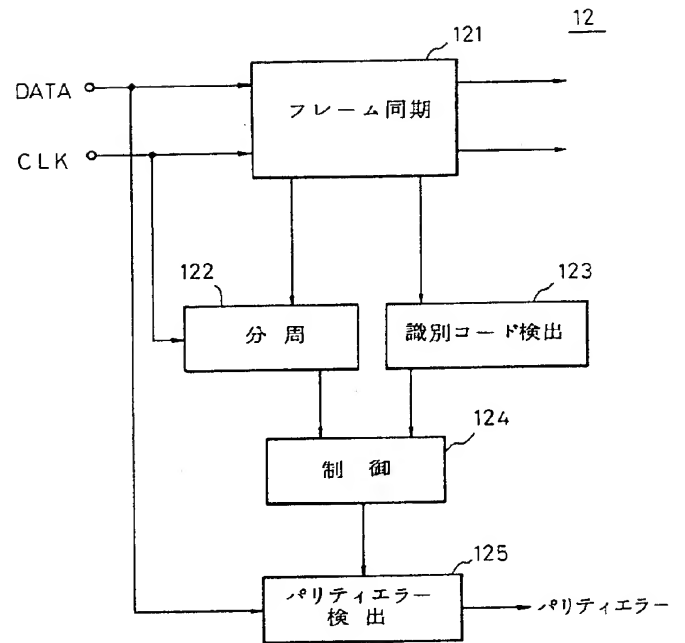 12
121
DATA
フレーム同期
CLK
122
123
分周
識別コード検出
124
制御
125
パリティエラー
検出
パリティエラー